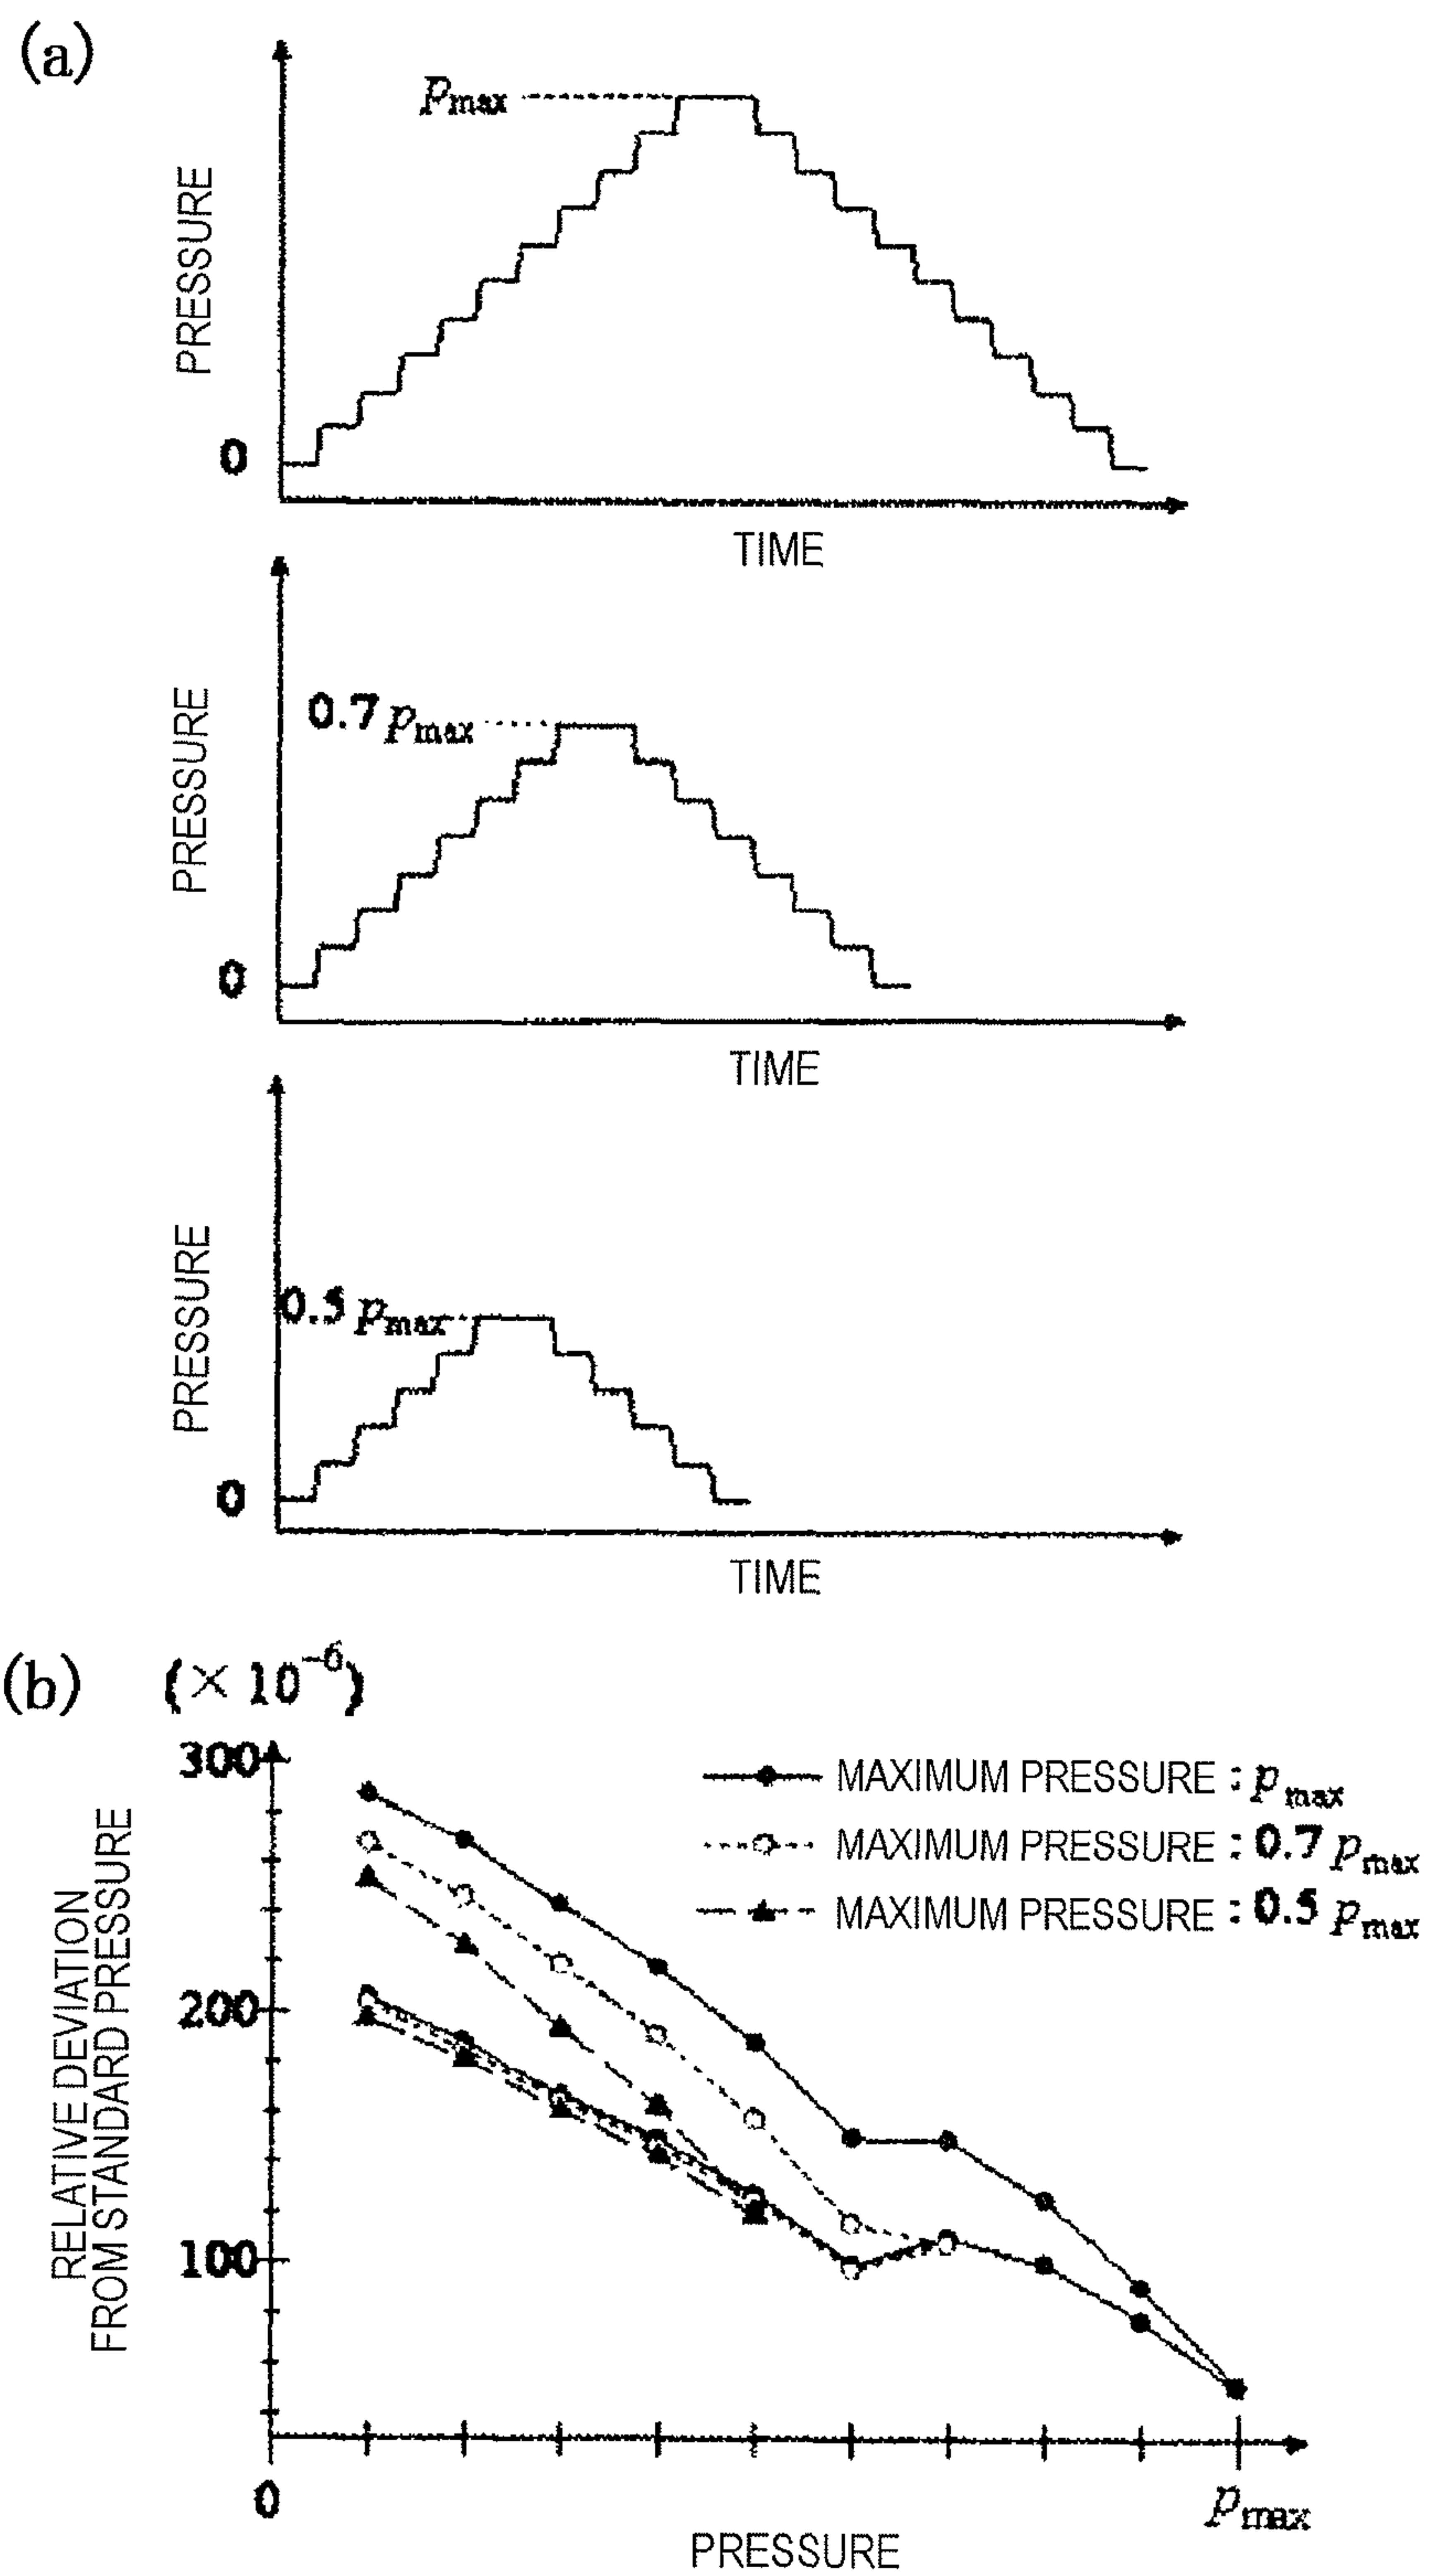 (a)
pmax
PRESSURE
0
TIME
0.7 pmax
PRESSURE
0
TIME
0.5 pmax
PRESSURE
0
TIME
(b)
(×10⁻⁶)
300
200
100
0
RELATIVE DEVIATION
FROM STANDARD PRESSURE
MAXIMUM PRESSURE : pmax
MAXIMUM PRESSURE : 0.7 pmax
MAXIMUM PRESSURE : 0.5 pmax
pmax
PRESSURE